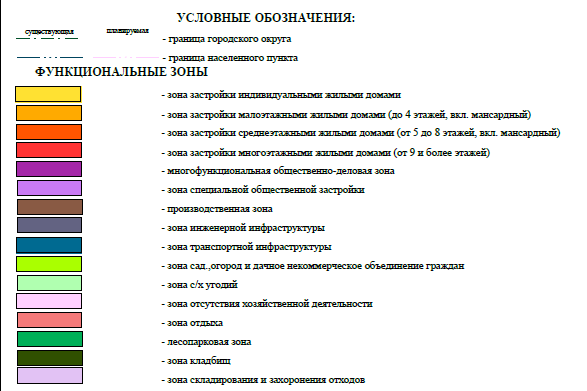 УСЛОВНЫЕ ОБОЗНАЧЕНИЯ:
существующая планируемая
- граница городского округа
- граница населенного пункта
ФУНКЦИОНАЛЬНЫЕ ЗОНЫ
- зона застройки индивидуальными жилыми домами
- зона застройки малоэтажными жилыми домами (до 4 этажей, вкл. мансардный)
- зона застройки среднеэтажными жилыми домами (от 5 до 8 этажей, вкл. мансардный)
- зона застройки многоэтажными жилыми домами (от 9 и более этажей)
- многофункциональная общественно-деловая зона
- зона специальной общественной застройки
- производственная зона
- зона инженерной инфраструктуры
- зона транспортной инфраструктуры
- зона сад.,огород и дачное некоммерческое объединение граждан
- зона с/х угодий
- зона отсутствия хозяйственной деятельности
- зона отдыха
- лесопарковая зона
- зона кладбищ
- зона складирования и захоронения отходов